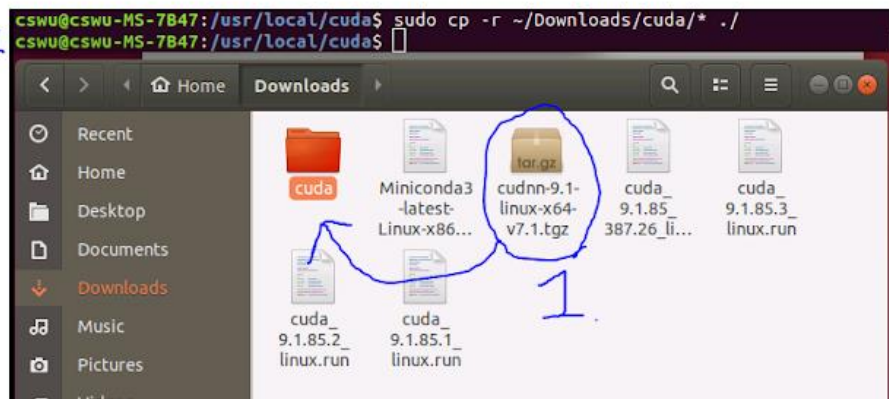 cswu@cswu-MS-7B47:/usr/local/cuda$ sudo cp -r ~/Downloads/cuda/* ./
cswu@cswu-MS-7B47:/usr/local/cuda$
Home Downloads
Recent
Home
Desktop
Documents
Downloads
Music
Pictures
cuda
Miniconda3
-latest-
Linux-x86...
tar.gz
cudnn-9.1-
linux-x64-
v7.1.tgz
cuda_
9.1.85_
387.26_li...
cuda_
9.1.85.3_
linux.run
cuda_
9.1.85.2_
linux.run
cuda_
9.1.85.1_
linux.run
1.